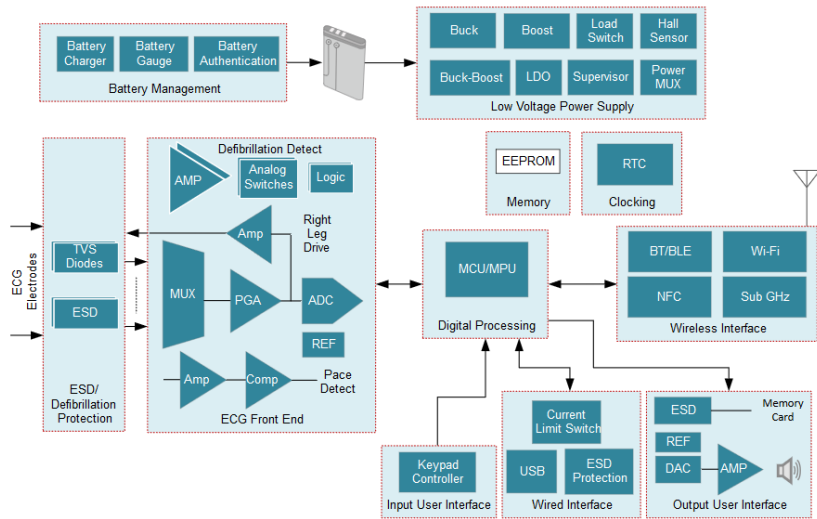 Battery
Charger
Battery
Gauge
Battery
Authentication
Battery Management
Buck
Boost
Load
Switch
Hall
Sensor
Buck-Boost
LDO
Supervisor
Power
MUX
Low Voltage Power Supply
ECG
Electrodes
TVS
Diodes
ESD
ESD/
Defibrillation
Protection
Defibrillation Detect
AMP
Analog
Switches
Logic
Amp
Right
Leg
Drive
MUX
PGA
ADC
REF
Amp
Comp
Pace
Detect
ECG Front End
EEPROM
Memory
RTC
Clocking
MCU/MPU
Digital Processing
BT/BLE
Wi-Fi
NFC
Sub GHz
Wireless Interface
Keypad
Controller
Input User Interface
Current
Limit Switch
USB
ESD
Protection
Wired Interface
ESD
Memory
Card
REF
DAC
AMP
Output User Interface